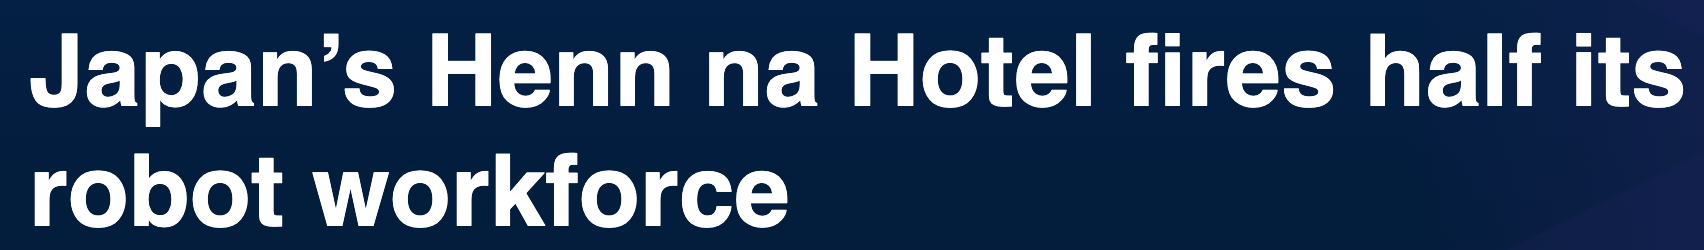 Japan’s Henn na Hotel fires half its
robot workforce